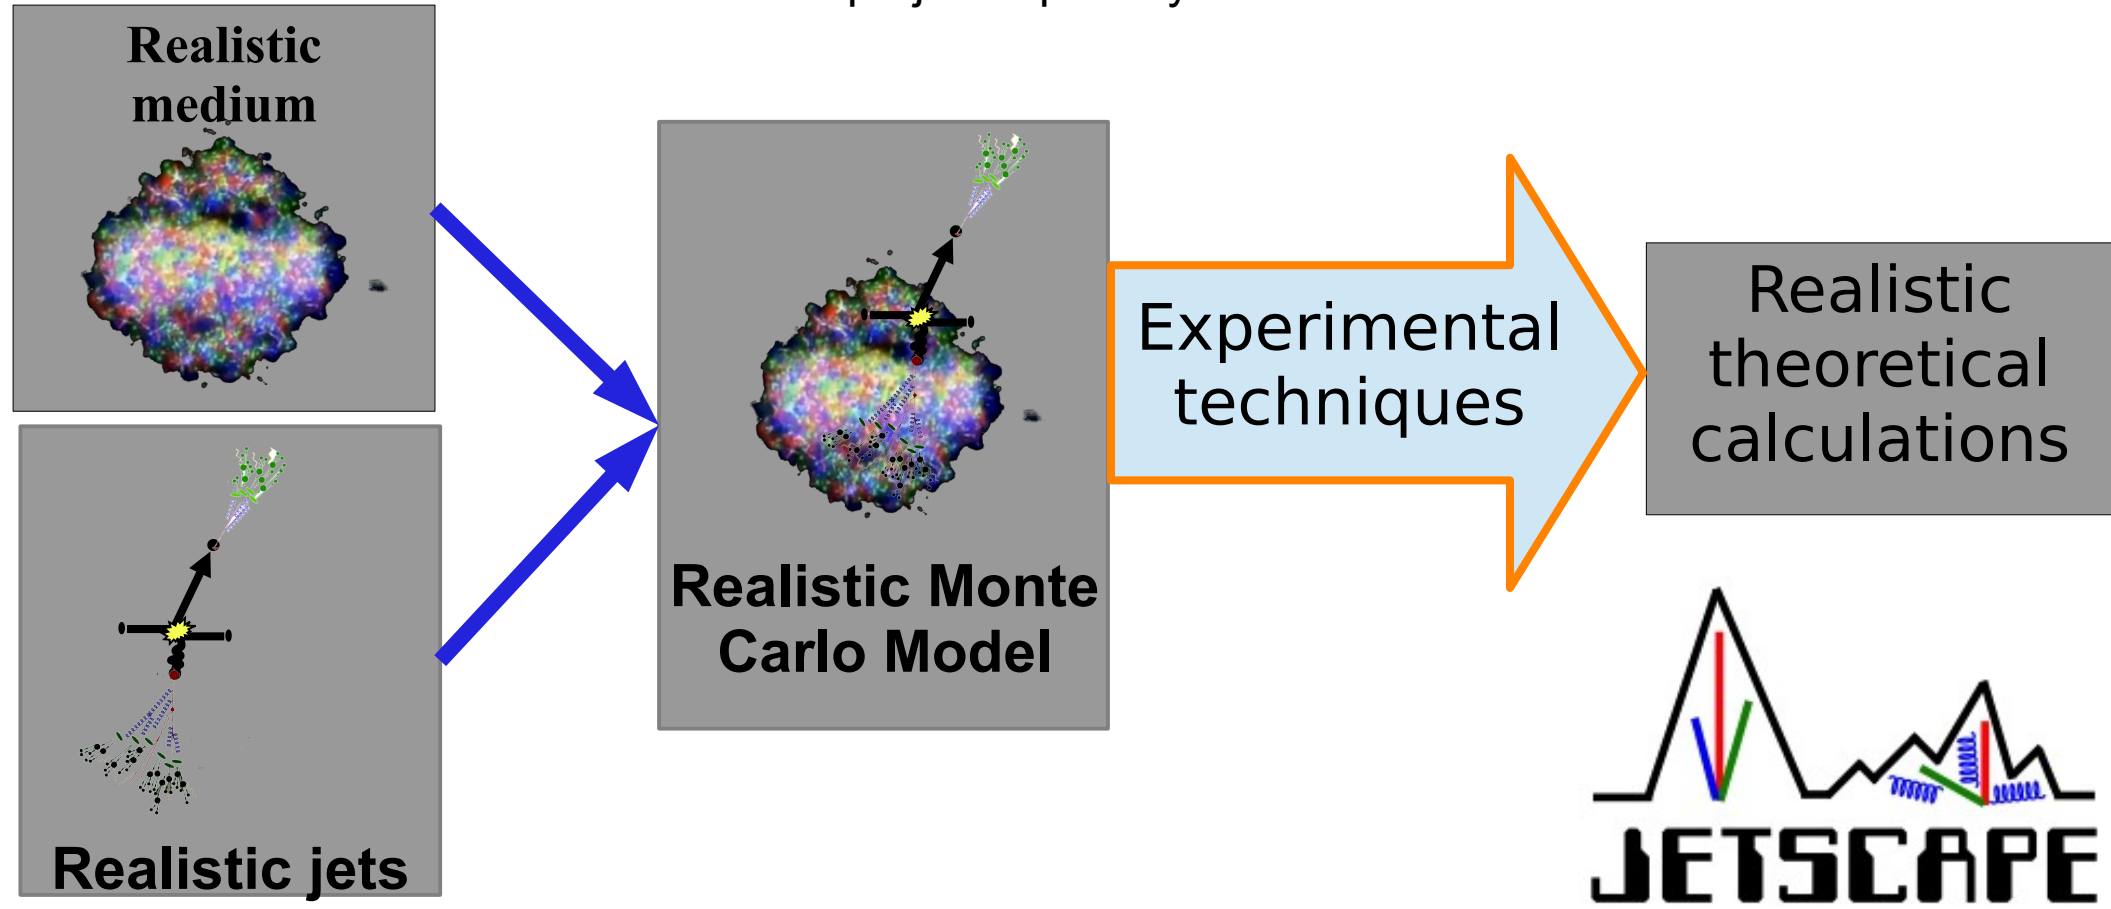 Realistic
medium
Realistic jets
Realistic Monte
Carlo Model
Experimental
techniques
Realistic
theoretical
calculations
JETSCAPE